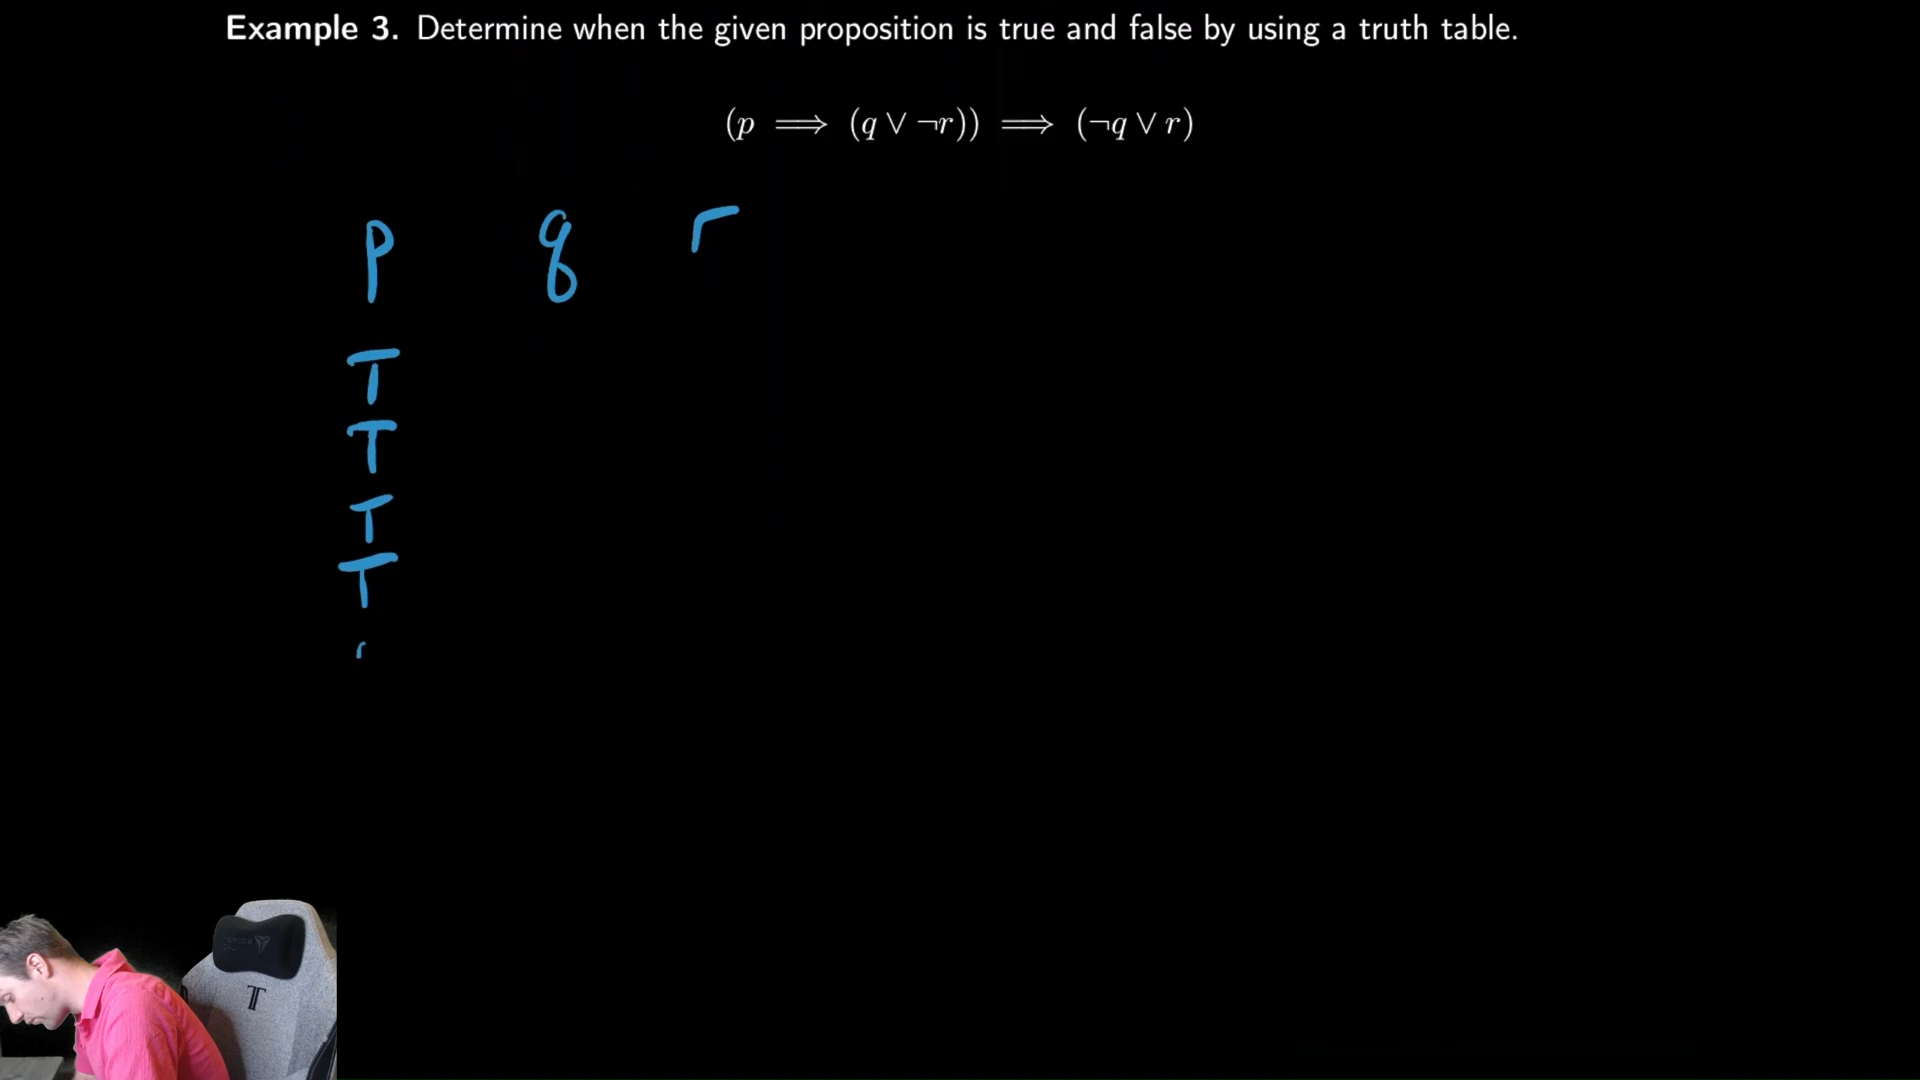 Example 3. Determine when the given proposition is true and false by using a truth table.
(p ⟹ (q ∨ ¬r)) ⟹ (¬q ∨ r)
p q r
T
T
T
T
T